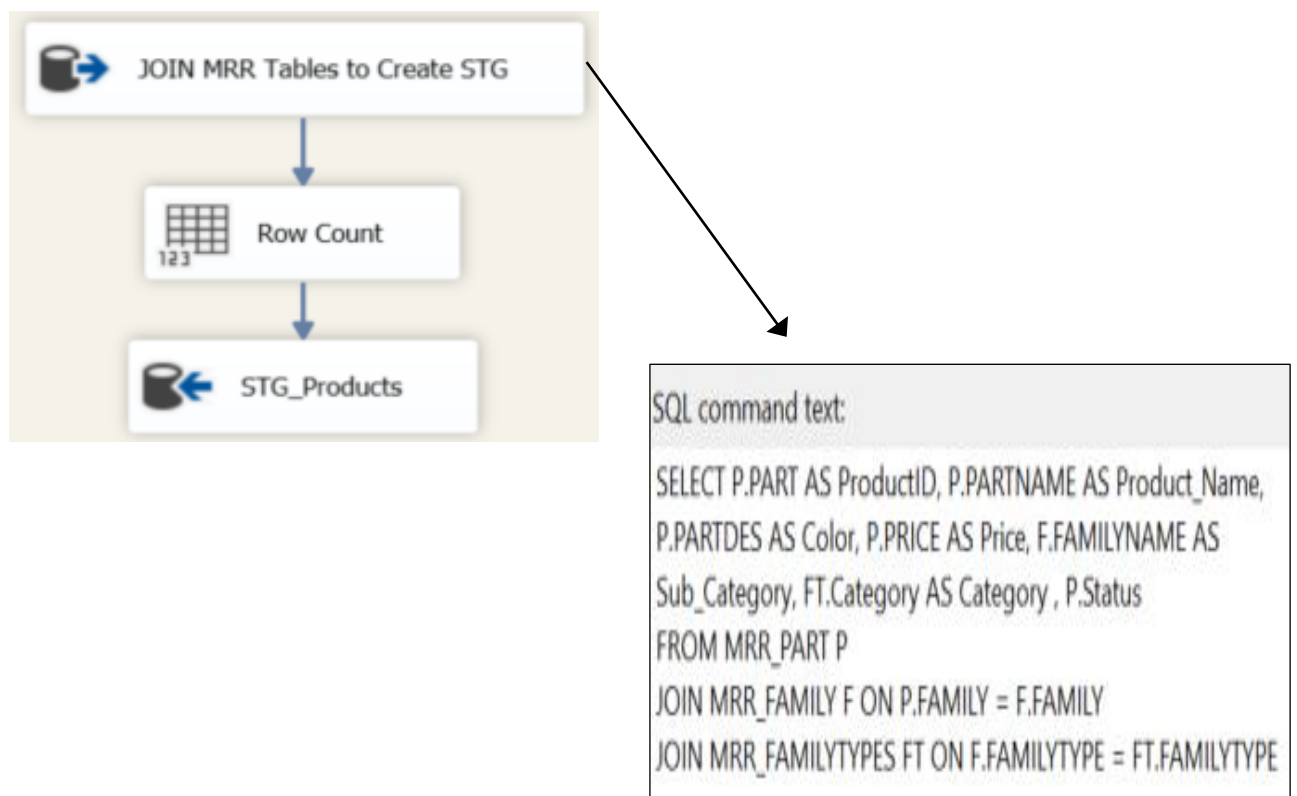 JOIN MRR Tables to Create STG
123
Row Count
STG_Products
SQL command text:
SELECT P.PART AS ProductID, P.PARTNAME AS Product_Name,
P.PARTDES AS Color, P.PRICE AS Price, F.FAMILYNAME AS
Sub_Category, FT.Category AS Category , P.Status
FROM MRR_PART P
JOIN MRR_FAMILY F ON P.FAMILY = F.FAMILY
JOIN MRR_FAMILYTYPES FT ON F.FAMILYTYPE = FT.FAMILYTYPE